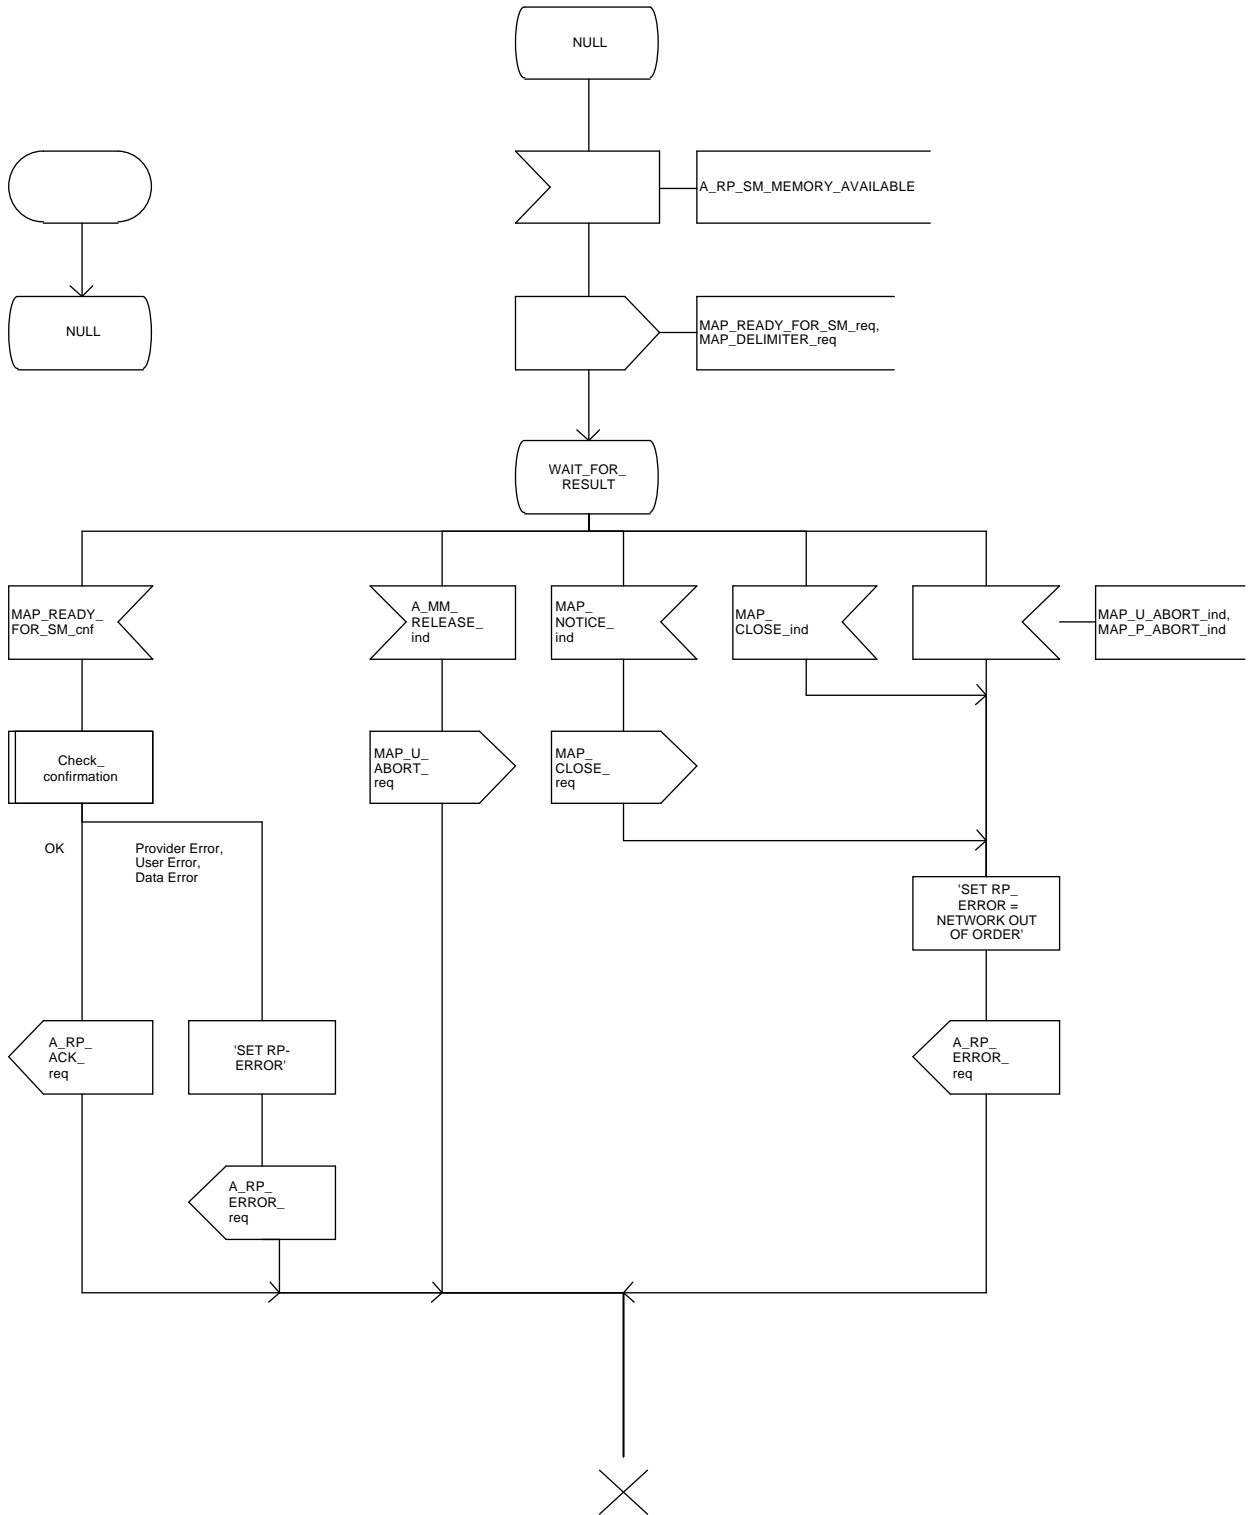 NULL
A_RP_SM_MEMORY_AVAILABLE
NULL
MAP_READY_FOR_SM_req,
MAP_DELIMITER_req
WAIT_FOR_
RESULT
MAP_READY_
FOR_SM_cnf
A_MM_
RELEASE_
ind
MAP_
NOTICE_
ind
MAP_
CLOSE_ind
MAP_U_ABORT_ind,
MAP_P_ABORT_ind
Check_
confirmation
MAP_U_
ABORT_
req
MAP_
CLOSE_
req
OK
Provider Error,
User Error,
Data Error
'SET RP_
ERROR =
NETWORK OUT
OF ORDER'
A_RP_
ACK_
req
'SET RP-
ERROR'
A_RP_
ERROR_
req
A_RP_
ERROR_
req